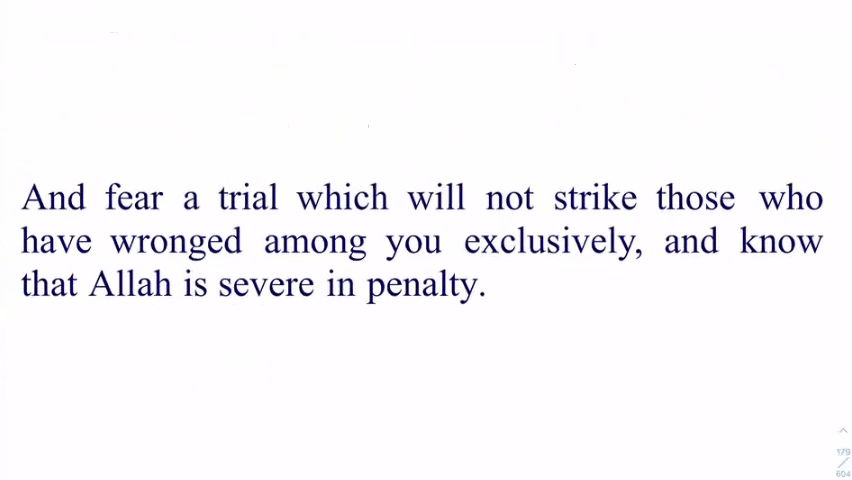 And fear a trial which will not strike those who
have wronged among you exclusively, and know
that Allah is severe in penalty.
179
/
604